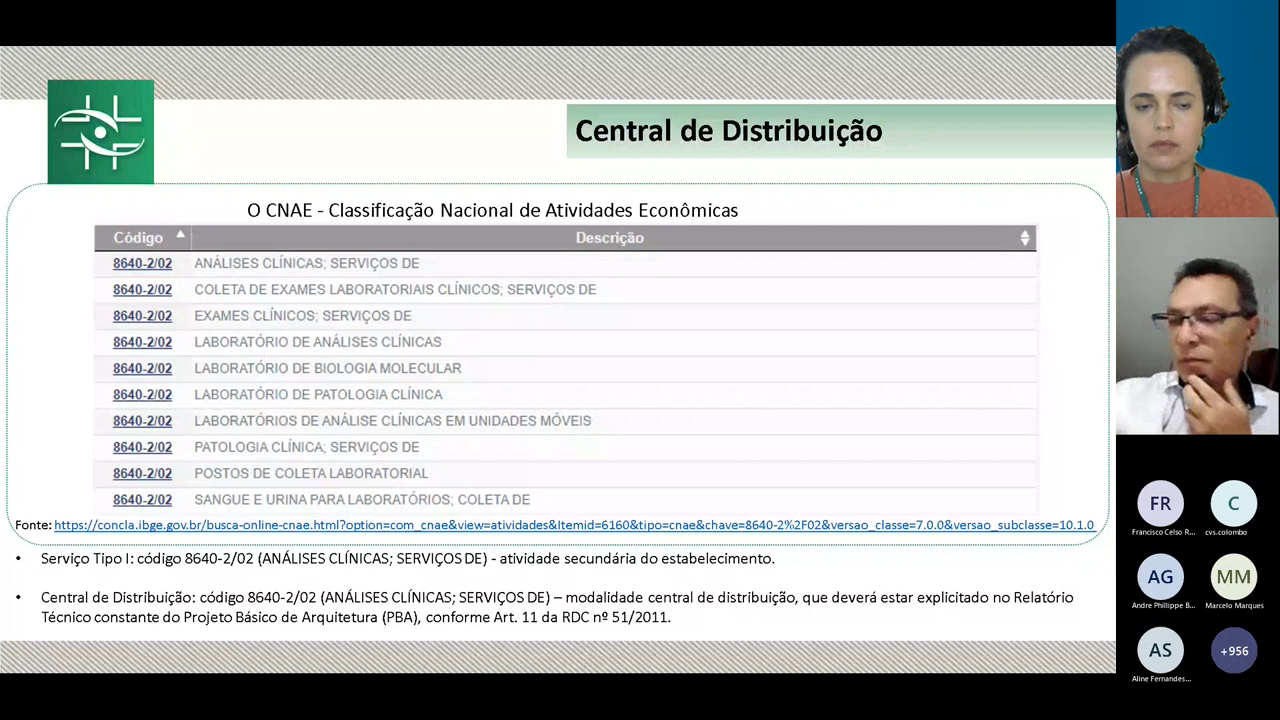 Central de Distribuição
O CNAE - Classificação Nacional de Atividades Econômicas
Código Descrição
8640-2/02 ANÁLISES CLÍNICAS; SERVIÇOS DE
8640-2/02 COLETA DE EXAMES LABORATORIAIS CLÍNICOS; SERVIÇOS DE
8640-2/02 EXAMES CLÍNICOS; SERVIÇOS DE
8640-2/02 LABORATÓRIO DE ANÁLISES CLÍNICAS
8640-2/02 LABORATÓRIO DE BIOLOGIA MOLECULAR
8640-2/02 LABORATÓRIO DE PATOLOGIA CLÍNICA
8640-2/02 LABORATÓRIOS DE ANÁLISE CLÍNICAS EM UNIDADES MÓVEIS
8640-2/02 PATOLOGIA CLÍNICA; SERVIÇOS DE
8640-2/02 POSTOS DE COLETA LABORATORIAL
8640-2/02 SANGUE E URINA PARA LABORATÓRIOS; COLETA DE
Fonte: https://concla.ibge.gov.br/busca-online-cnae.html?option=com_cnae&view=atividades&Itemid=6160&tipo=cnae&chave=8640-2%2F02&versao_classe=7.0.0&versao_subclasse=10.1.0
• Serviço Tipo I: código 8640-2/02 (ANÁLISES CLÍNICAS; SERVIÇOS DE) - atividade secundária do estabelecimento.
• Central de Distribuição: código 8640-2/02 (ANÁLISES CLÍNICAS; SERVIÇOS DE) – modalidade central de distribuição, que deverá estar explicitado no Relatório
Técnico constante do Projeto Básico de Arquitetura (PBA), conforme Art. 11 da RDC nº 51/2011.
FR C
Francisco Celso R... cvs.colombo
AG MM
Andre Phillippe B... Marcelo Marques
AS +956
Aline Fernandes...